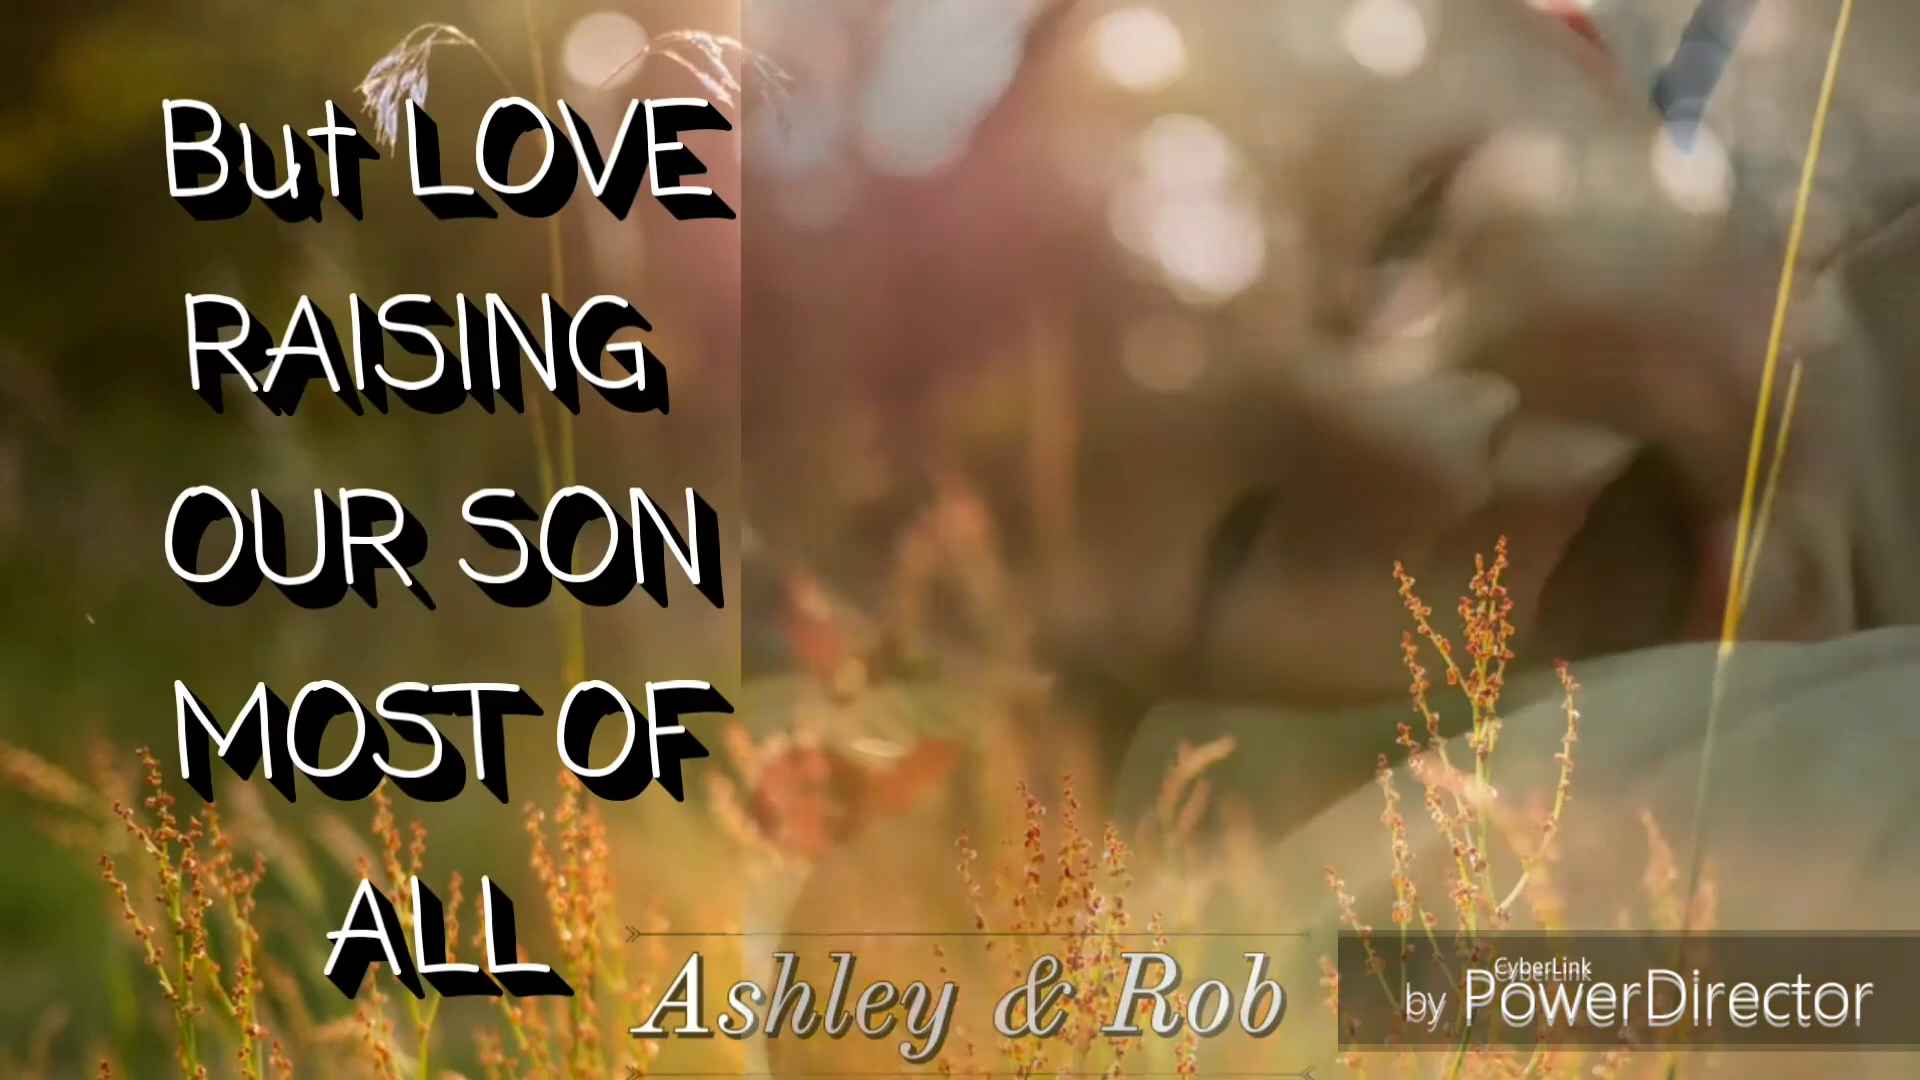 But LOVE
RAISING
OUR SON
MOST OF
ALL
Ashley & Rob
CyberLink
by PowerDirector